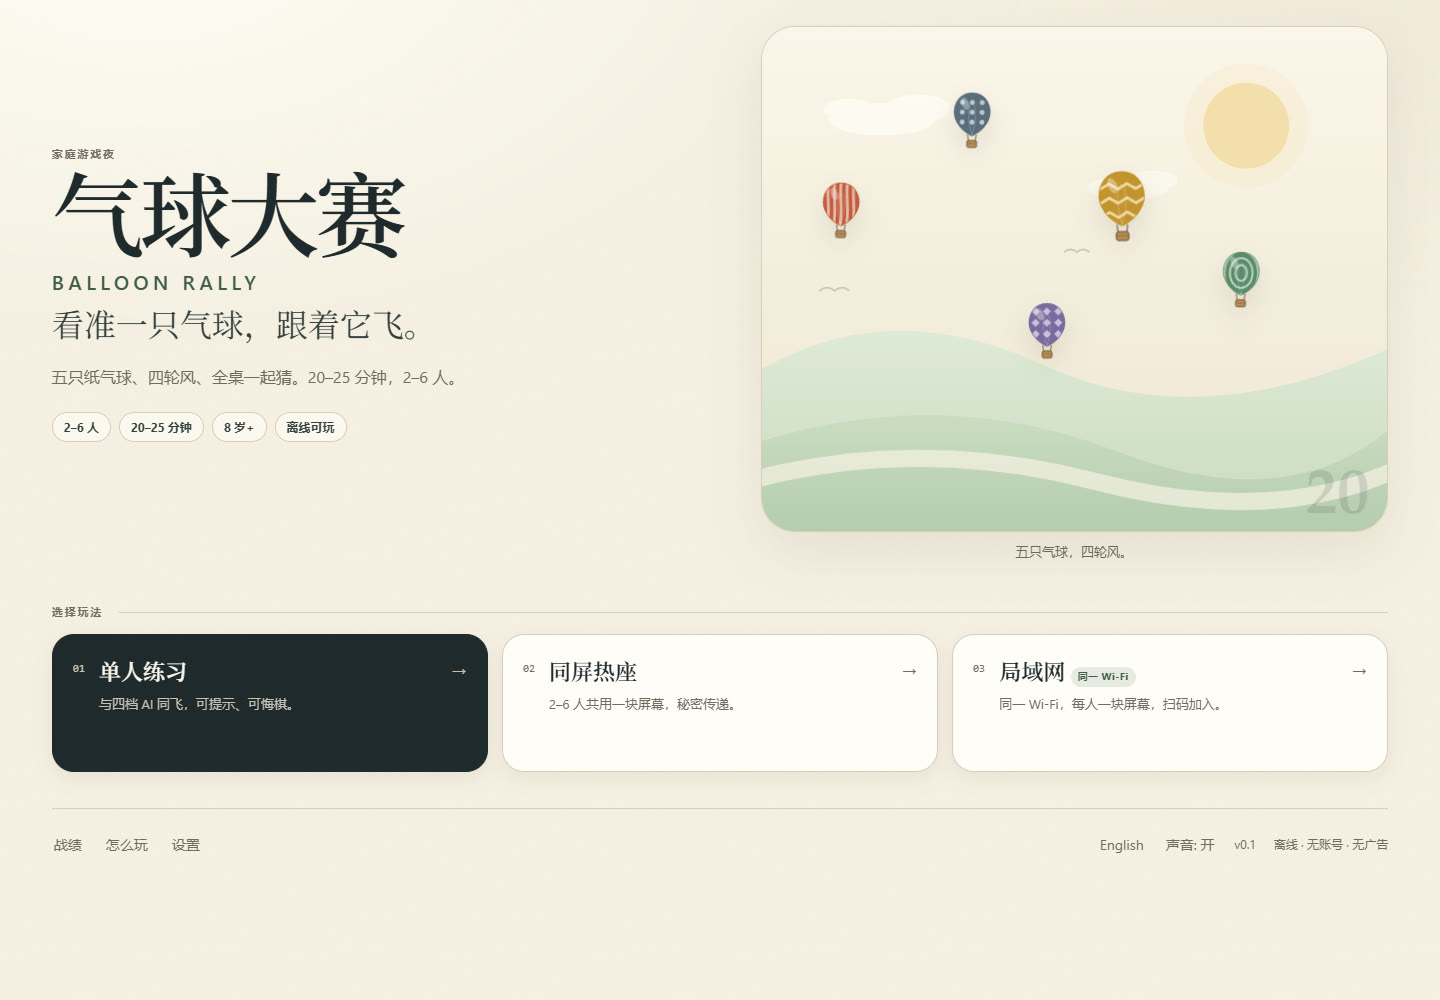 家庭游戏夜
气球大赛
BALLOON RALLY
看准一只气球，跟着它飞。
五只纸气球、四轮风、全桌一起猜。20–25 分钟，2–6 人。
2–6 人 20–25 分钟 8 岁+ 离线可玩
20
五只气球，四轮风。
选择玩法
01 单人练习 →
与四档 AI 同飞，可提示、可悔棋。
02 同屏热座 →
2–6 人共用一块屏幕，秘密传递。
03 局域网 同一 Wi-Fi →
同一 Wi-Fi，每人一块屏幕，扫码加入。
战绩 怎么玩 设置
English 声音: 开 v0.1 离线 · 无账号 · 无广告